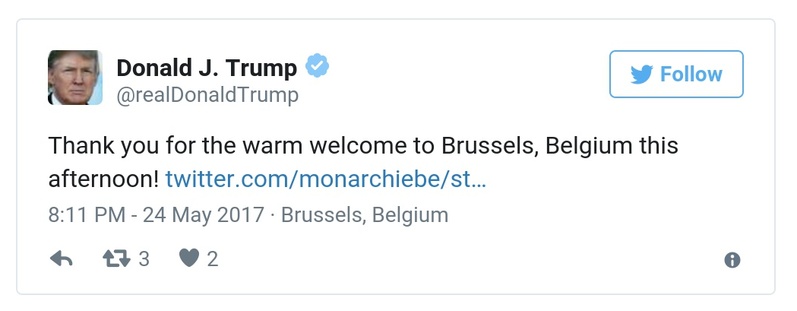 Donald J. Trump
@realDonaldTrump
Follow
Thank you for the warm welcome to Brussels, Belgium this
afternoon! twitter.com/monarchiebe/st…
8:11 PM - 24 May 2017 · Brussels, Belgium
3 2